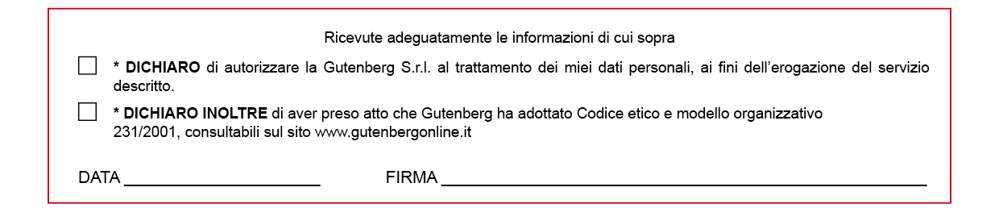 Ricevute adeguatamente le informazioni di cui sopra
* DICHIARO di autorizzare la Gutenberg S.r.l. al trattamento dei miei dati personali, ai fini dell'erogazione del servizio
descritto.
* DICHIARO INOLTRE di aver preso atto che Gutenberg ha adottato Codice etico e modello organizzativo
231/2001, consultabili sul sito www.gutenbergonline.it
DATA ______________________ FIRMA ______________________________________________________